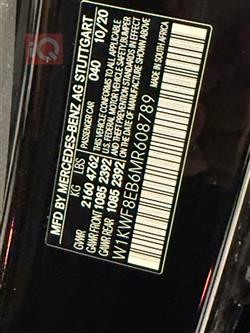 IQ
MFD BY MERCEDES-BENZ AG STUTTGART
PASSENGER CAR 040 10/20
KG LBS
GVWR 2160 4762
GAWR FRONT 1085 2392
GAWR REAR 1085 2392
THIS VEHICLE CONFORMS TO ALL APPLICABLE
FEDERAL MOTOR VEHICLE SAFETY, BUMPER
AND THEFT PREVENTION STANDARDS IN EFFECT
ON THE DATE OF MANUFACTURE SHOWN ABOVE
W1KWF8EB6MR608789
MADE IN SOUTH AFRICA